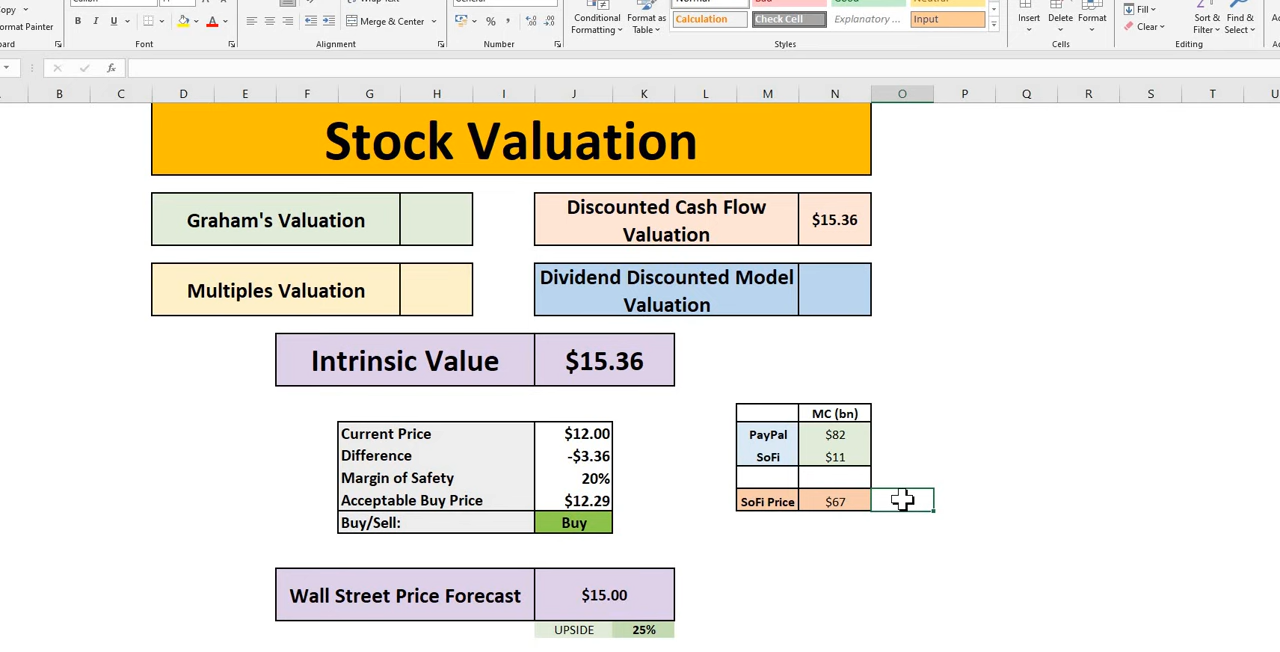 Copy
Format Painter
B I U
A
Merge & Center
% ,
Conditional
Formatting
Format as
Table
Calculation
Check Cell
Explanatory ...
Input
Insert
Delete
Format
Fill
Clear
Sort &
Filter
Find &
Select
Font
Alignment
Number
Styles
Cells
Editing
fx
B C D E F G H I J K L M N O P Q R S T U
Stock Valuation
Graham's Valuation
Discounted Cash Flow
Valuation
$15.36
Multiples Valuation
Dividend Discounted Model
Valuation
Intrinsic Value $15.36
Current Price $12.00
Difference -$3.36
Margin of Safety 20%
Acceptable Buy Price $12.29
Buy/Sell: Buy
MC (bn)
PayPal $82
SoFi $11
SoFi Price $67
Wall Street Price Forecast $15.00
UPSIDE 25%